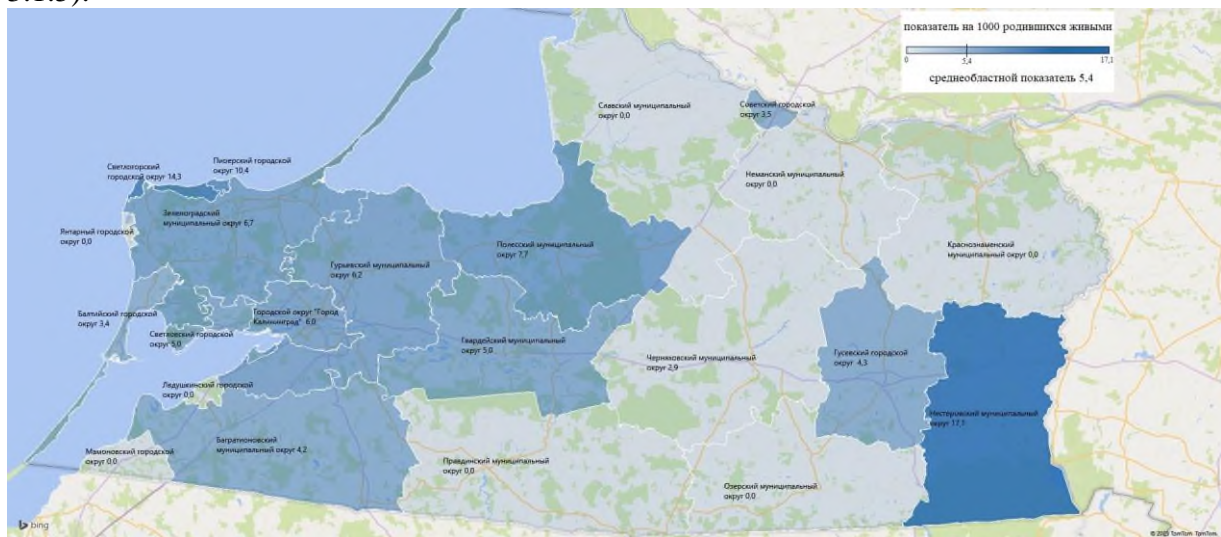 5.1.5).
показатель на 1000 родившихся живыми
0 5,4 17,1
среднеобластной показатель 5,4
Славский муниципальный
округ 0,0
Советский городской
округ 3,5
Пионерский городской
округ 10,4
Светлогорский
городской округ 14,3
Неманский муниципальный
округ 0,0
Зеленоградский
муниципальный округ 6,7
Янтарный городской
округ 0,0
Полесский муниципальный
округ 7,7
Краснознаменский
муниципальный округ 0,0
Гурьевский муниципальный
округ 6,2
Балтийский городской
округ 3,4
Городской округ "Город
Калининград" 6,0
Светловский городской
округ 5,0
Гвардейский муниципальный
округ 5,0
Черняховский муниципальный
округ 2,9
Гусевский городской
округ 4,3
Ладушкинский городской
округ 0,0
Нестеровский муниципальный
округ 17,1
Багратионовский
муниципальный округ 4,2
Мамоновский городской
округ 0,0
Правдинский муниципальный
округ 0,0
Озерский муниципальный
округ 0,0
bing
© 2023 TomTom, TomTom